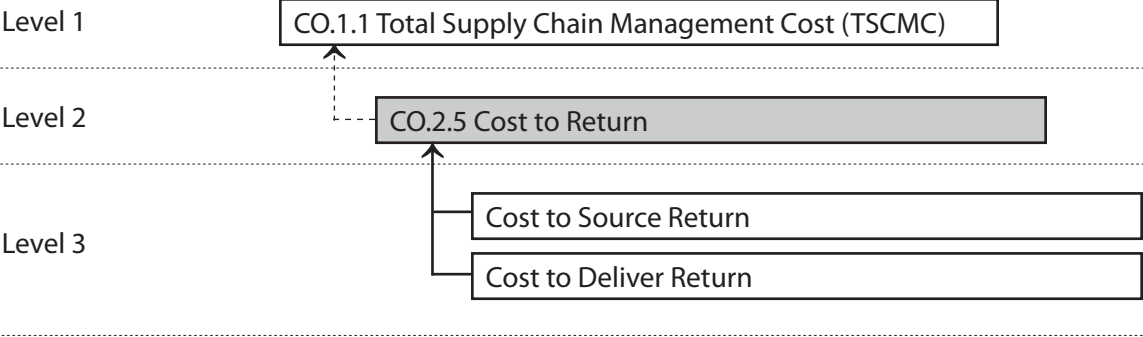 Level 1
CO.1.1 Total Supply Chain Management Cost (TSCMC)
Level 2
CO.2.5 Cost to Return
Level 3
Cost to Source Return
Cost to Deliver Return